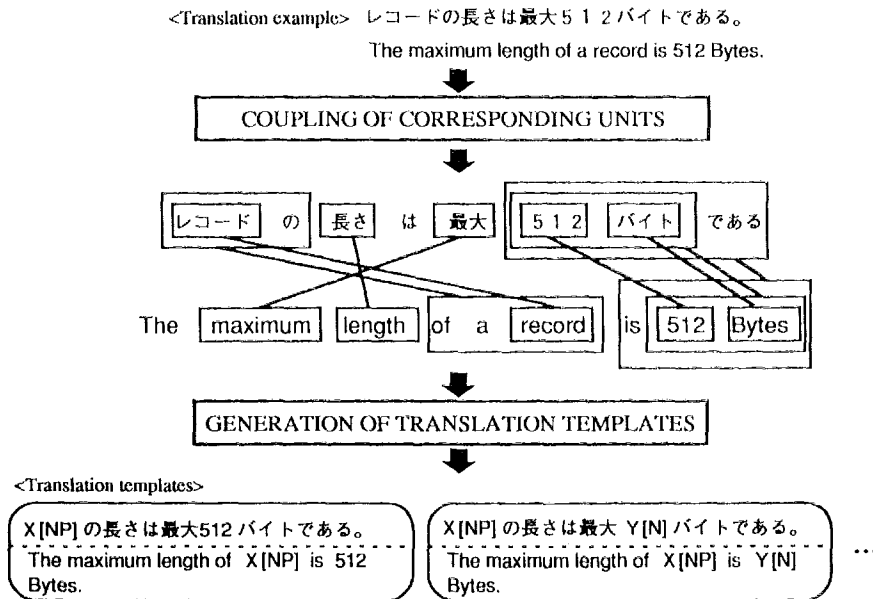 <Translation example> レコードの長さは最大５１２バイトである。
The maximum length of a record is 512 Bytes.
COUPLING OF CORRESPONDING UNITS
レコード の 長さ は 最大 ５１２ バイト である
The maximum length of a record is 512 Bytes
GENERATION OF TRANSLATION TEMPLATES
<Translation templates>
X[NP] の長さは最大512 バイトである。
The maximum length of X[NP] is 512
Bytes.
X[NP] の長さは最大 Y[N] バイトである。
The maximum length of X[NP] is Y[N]
Bytes.
...